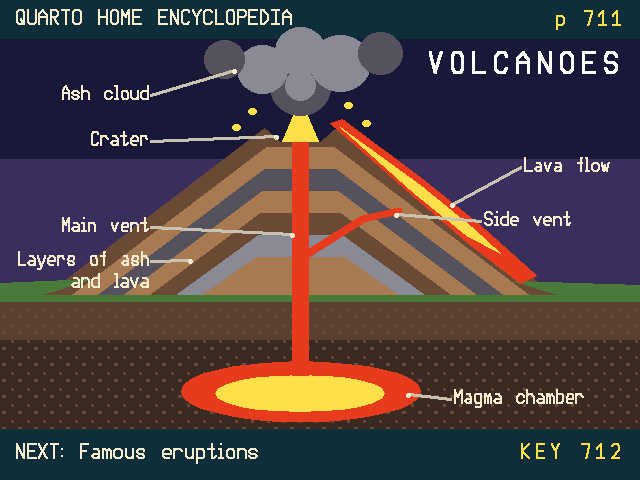 QUARTO HOME ENCYCLOPEDIA
p 711
VOLCANOES
Ash cloud
Crater
Lava flow
Main vent
Side vent
Layers of ash
and lava
Magma chamber
NEXT: Famous eruptions
KEY 712